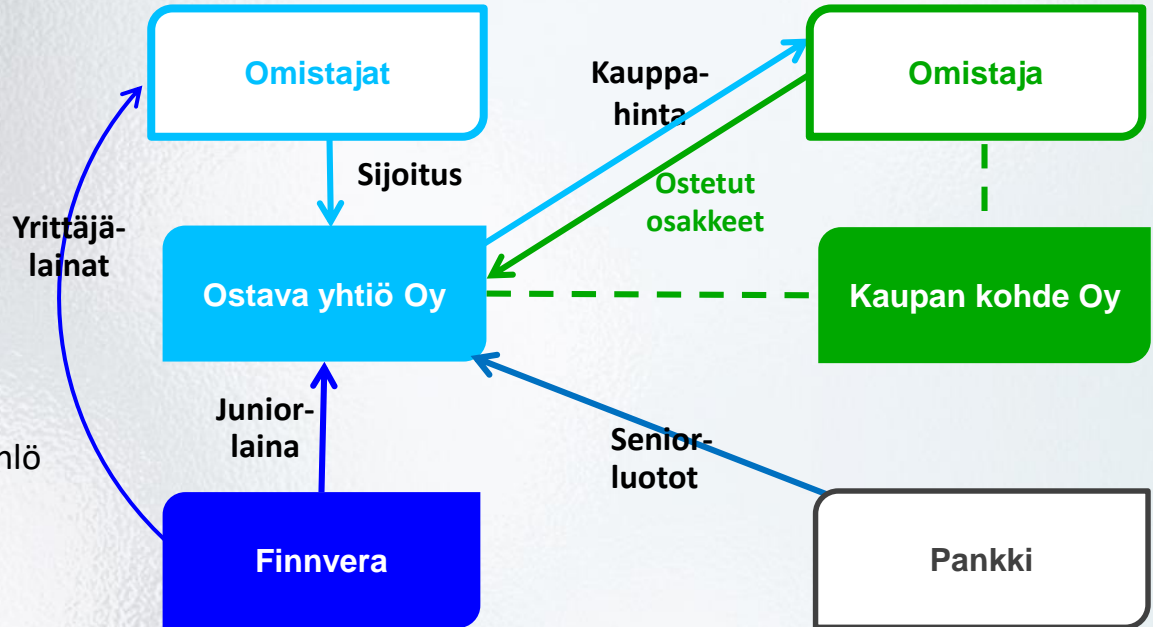 Omistajat
Kauppa-
hinta
Omistaja
Sijoitus
Ostetut
osakkeet
Yrittäjä-
lainat
Ostava yhtiö Oy
Kaupan kohde Oy
Junior-
laina
Senior-
luotot
Finnvera
Pankki